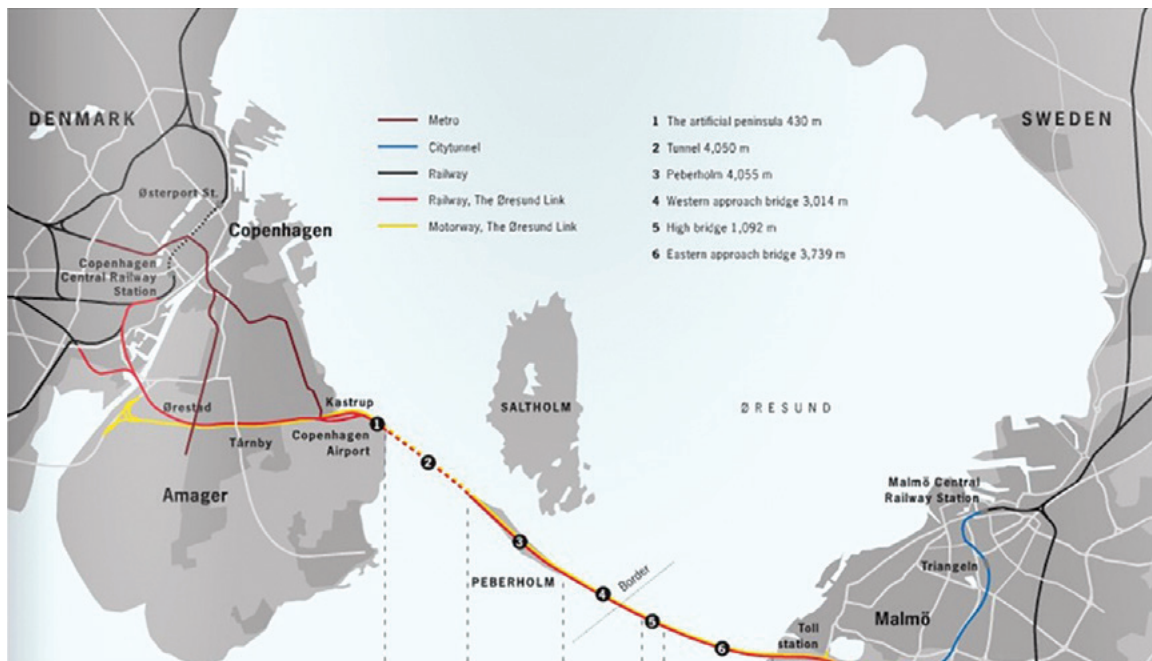 DENMARK
SWEDEN
Metro
Citytunnel
Railway
Railway, The Øresund Link
Motorway, The Øresund Link
1 The artificial peninsula 430 m
2 Tunnel 4,050 m
3 Peberholm 4,055 m
4 Western approach bridge 3,014 m
5 High bridge 1,092 m
6 Eastern approach bridge 3,739 m
Østerport St.
Copenhagen
Copenhagen
Central Railway
Station
Kastrup
Ørestad
Tårnby
Copenhagen
Airport
Amager
SALTHOLM
ØRESUND
1
2
3
PEBERHOLM
4
Border
5
6
Malmö Central
Railway Station
Triangeln
Malmö
Toll
station